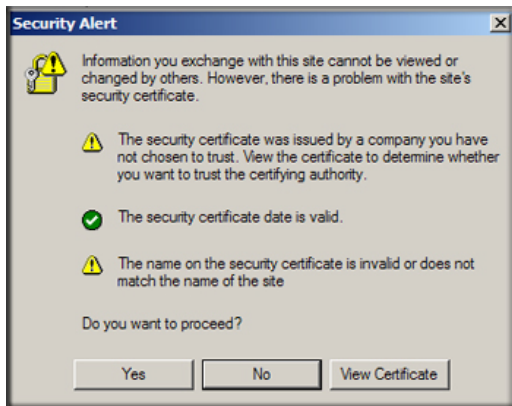 Security Alert
Information you exchange with this site cannot be viewed or
changed by others. However, there is a problem with the site's
security certificate.
The security certificate was issued by a company you have
not chosen to trust. View the certificate to determine whether
you want to trust the certifying authority.
The security certificate date is valid.
The name on the security certificate is invalid or does not
match the name of the site
Do you want to proceed?
Yes
No
View Certificate